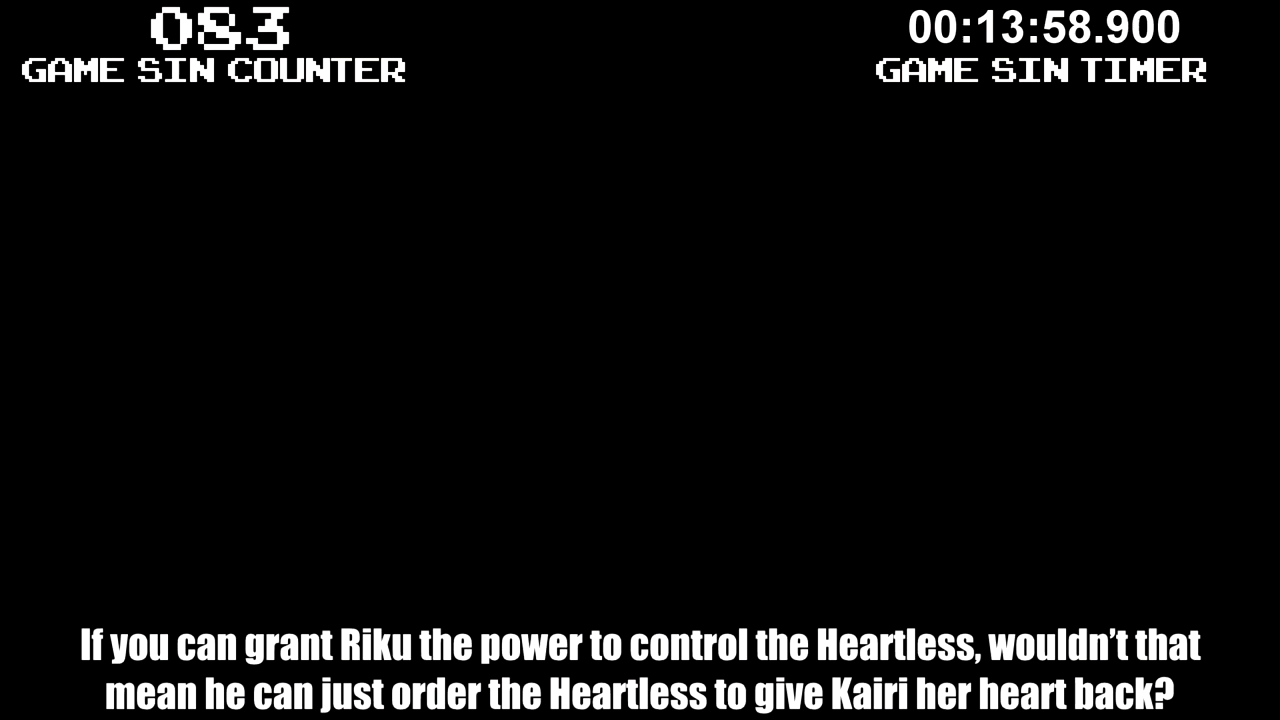 083
GAME SIN COUNTER
00:13:58.900
GAME SIN TIMER
If you can grant Riku the power to control the Heartless, wouldn't that
mean he can just order the Heartless to give Kairi her heart back?